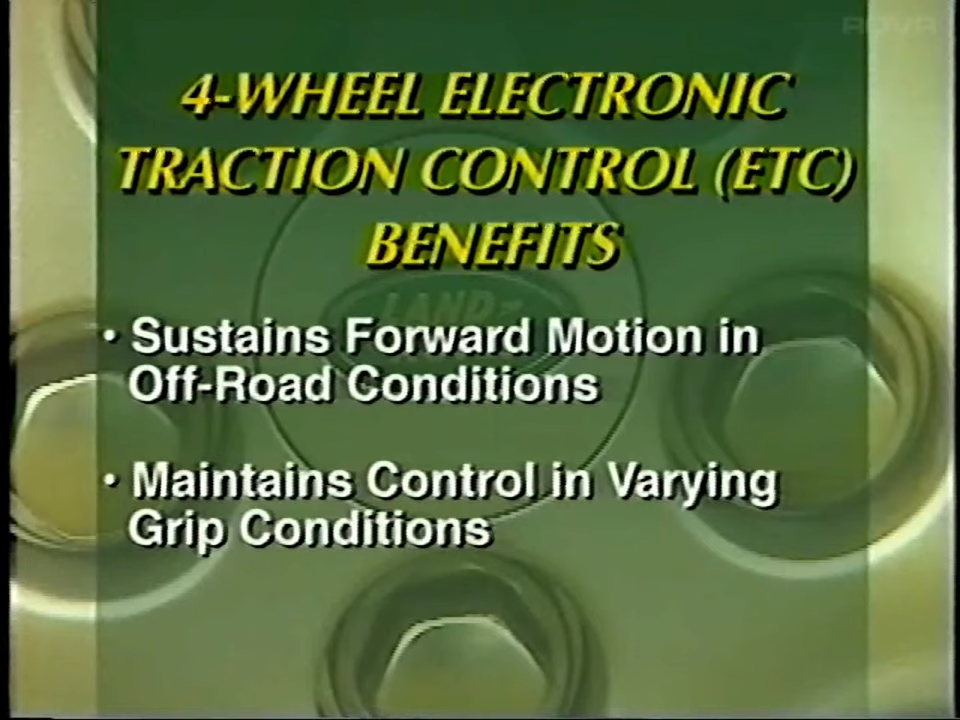 4-WHEEL ELECTRONIC
TRACTION CONTROL (ETC)
BENEFITS
LAND
• Sustains Forward Motion in
Off-Road Conditions
• Maintains Control in Varying
Grip Conditions